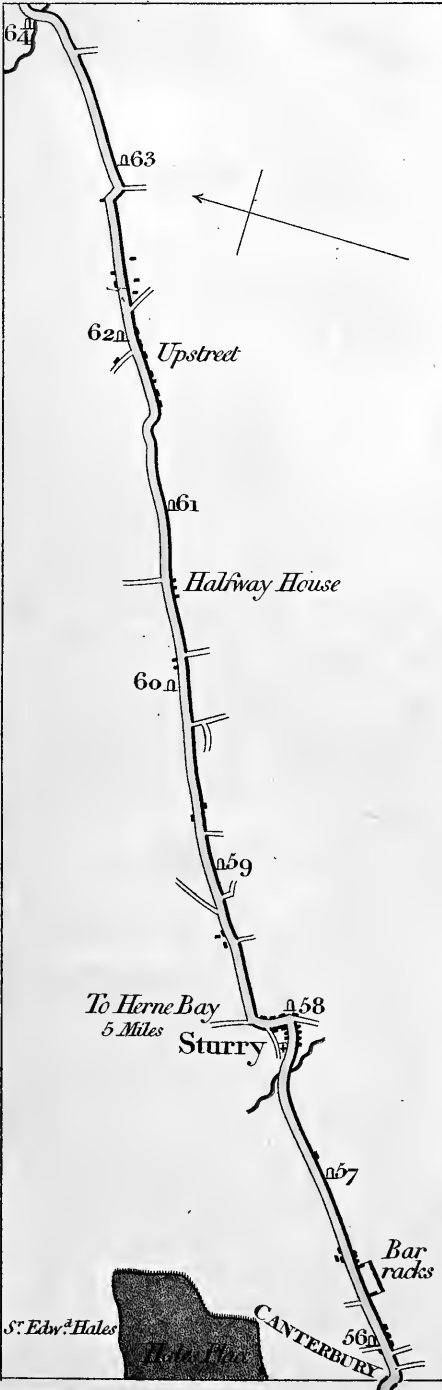 64
63
62
Upstreet
61
Halfway House
60
59
To Herne Bay
5 Miles
58
Sturry
57
Bar
racks
Sr. Edwd. Hales
Hales Place
CANTERBURY
56